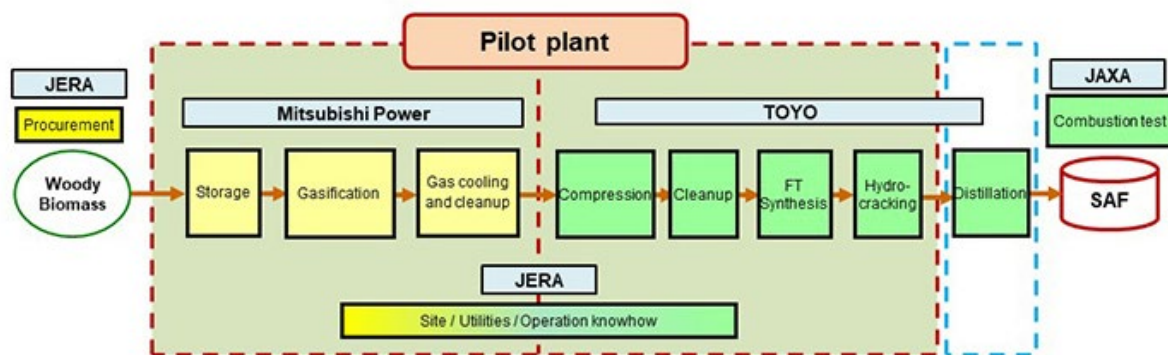 Pilot plant
JERA
Procurement
Woody
Biomass
Mitsubishi Power
Storage
Gasification
Gas cooling
and cleanup
TOYO
Compression
Cleanup
FT
Synthesis
Hydro-
cracking
Distillation
JAXA
Combustion test
SAF
JERA
Site / Utilities / Operation knowhow